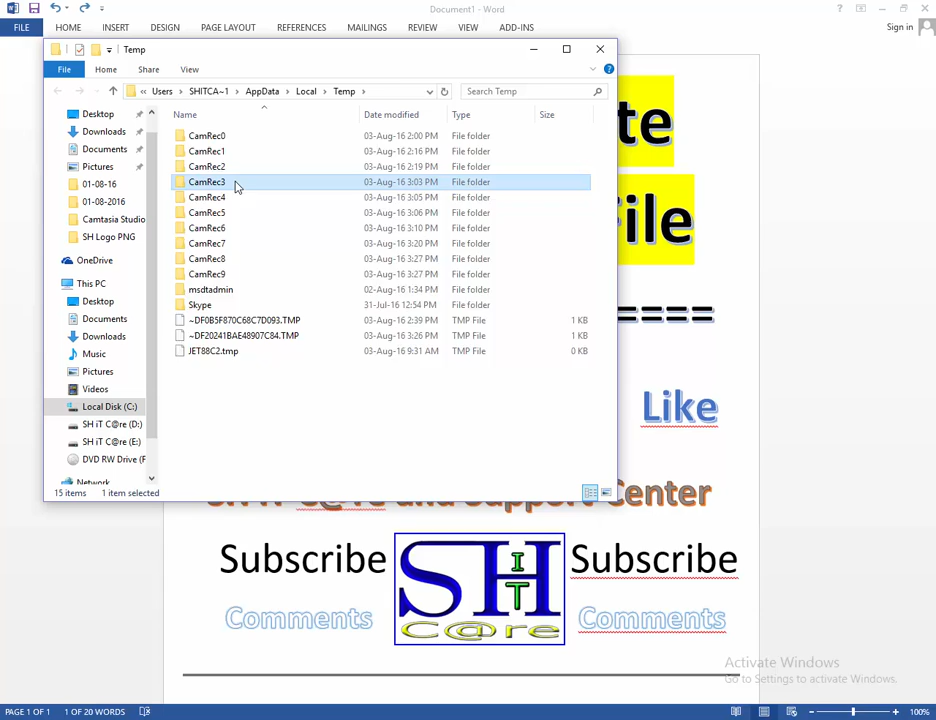 Document1 - Word
Sign in
FILE HOME INSERT DESIGN PAGE LAYOUT REFERENCES MAILINGS REVIEW VIEW ADD-INS
Temp
File Home Share View
« Users › SHITCA~1 › AppData › Local › Temp ›
Search Temp
Name Date modified Type Size
Desktop
Downloads
Documents
Pictures
01-08-16
01-08-2016
Camtasia Studio
SH Logo PNG
OneDrive
This PC
Desktop
Documents
Downloads
Music
Pictures
Videos
Local Disk (C:)
SH iT C@re (D:)
SH iT C@re (E:)
DVD RW Drive (F
Network
CamRec0 03-Aug-16 2:00 PM File folder
CamRec1 03-Aug-16 2:16 PM File folder
CamRec2 03-Aug-16 2:19 PM File folder
CamRec3 03-Aug-16 3:03 PM File folder
CamRec4 03-Aug-16 3:05 PM File folder
CamRec5 03-Aug-16 3:06 PM File folder
CamRec6 03-Aug-16 3:10 PM File folder
CamRec7 03-Aug-16 3:20 PM File folder
CamRec8 03-Aug-16 3:27 PM File folder
CamRec9 03-Aug-16 3:27 PM File folder
msdtadmin 02-Aug-16 1:34 PM File folder
Skype 31-Jul-16 12:54 PM File folder
~DF0B5F870C68C7D093.TMP 03-Aug-16 2:39 PM TMP File 1 KB
~DF20241BAE48907C84.TMP 03-Aug-16 3:26 PM TMP File 1 KB
JET88C2.tmp 03-Aug-16 9:31 AM TMP File 0 KB
15 items 1 item selected
te
file
=====
Like
Center
Subscribe SH iT C@re Subscribe
Comments Comments
Activate Windows
Go to Settings to activate Windows.
PAGE 1 OF 1 1 OF 20 WORDS 100%